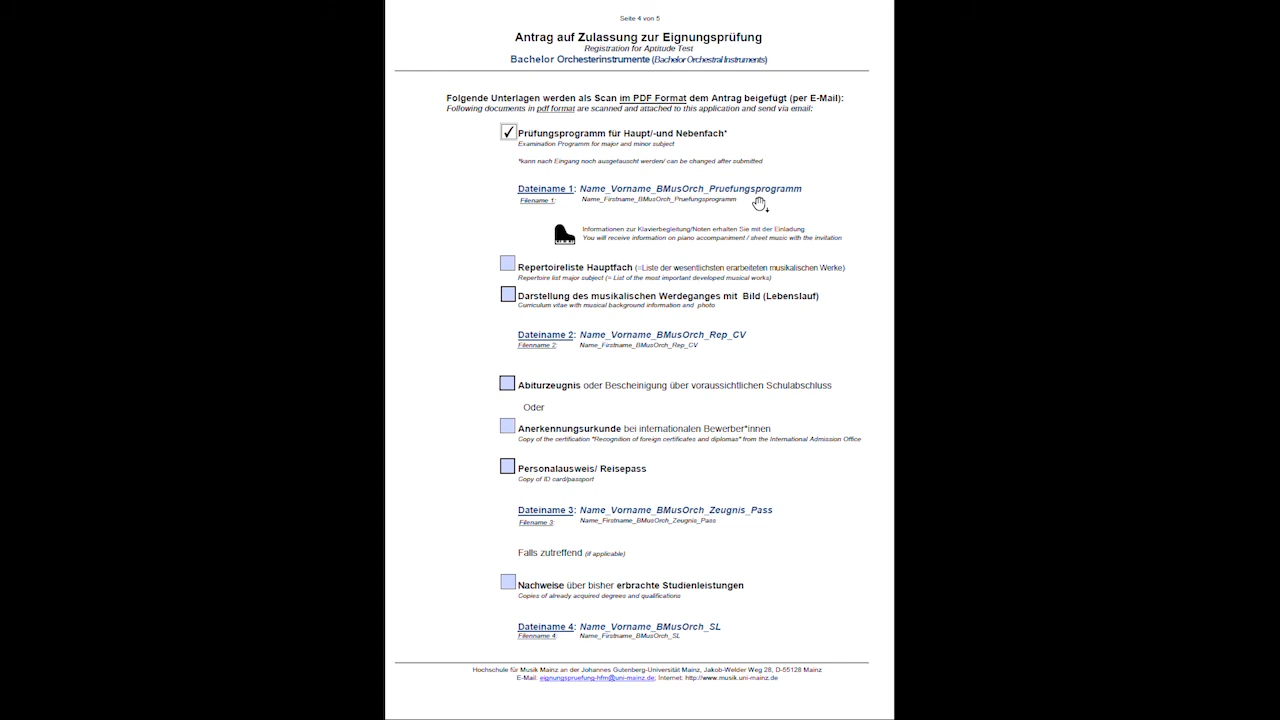 Seite 4 von 5
Antrag auf Zulassung zur Eignungsprüfung
Registration for Aptitude Test
Bachelor Orchesterinstrumente (Bachelor Orchestral Instruments)
Folgende Unterlagen werden als Scan im PDF Format dem Antrag beigefügt (per E-Mail):
Following documents in pdf format are scanned and attached to this application and send via email:
Prüfungsprogramm für Haupt/-und Nebenfach*
Examination Programm for major and minor subject
*kann nach Eingang noch ausgetauscht werden/ can be changed after submitted
Dateiname 1: Name_Vorname_BMusOrch_Pruefungsprogramm
Filename 1: Name_Firstname_BMusOrch_Pruefungsprogramm
Informationen zur Klavierbegleitung/Noten erhalten Sie mit der Einladung
You will receive information on piano accompaniment / sheet music with the invitation
Repertoireliste Hauptfach (=Liste der wesentlichsten erarbeiteten musikalischen Werke)
Repertoire list major subject (= List of the most important developed musical works)
Darstellung des musikalischen Werdeganges mit Bild (Lebenslauf)
Curriculum vitae with musical background information and photo
Dateiname 2: Name_Vorname_BMusOrch_Rep_CV
Filenname 2: Name_Firstname_BMusOrch_Rep_CV
Abiturzeugnis oder Bescheinigung über voraussichtlichen Schulabschluss
Oder
Anerkennungsurkunde bei internationalen Bewerber*innen
Copy of the certification "Recognition of foreign certificates and diplomas" from the International Admission Office
Personalausweis/ Reisepass
Copy of ID card/passport
Dateiname 3: Name_Vorname_BMusOrch_Zeugnis_Pass
Filename 3: Name_Firstname_BMusOrch_Zeugnis_Pass
Falls zutreffend (if applicable)
Nachweise über bisher erbrachte Studienleistungen
Copies of already acquired degrees and qualifications
Dateiname 4: Name_Vorname_BMusOrch_SL
Filenname 4: Name_Firstname_BMusOrch_SL
Hochschule für Musik Mainz an der Johannes Gutenberg-Universität Mainz, Jakob-Welder Weg 28, D-55128 Mainz
E-Mail: eignungspruefung-hfm@uni-mainz.de; Internet: http://www.musik.uni-mainz.de